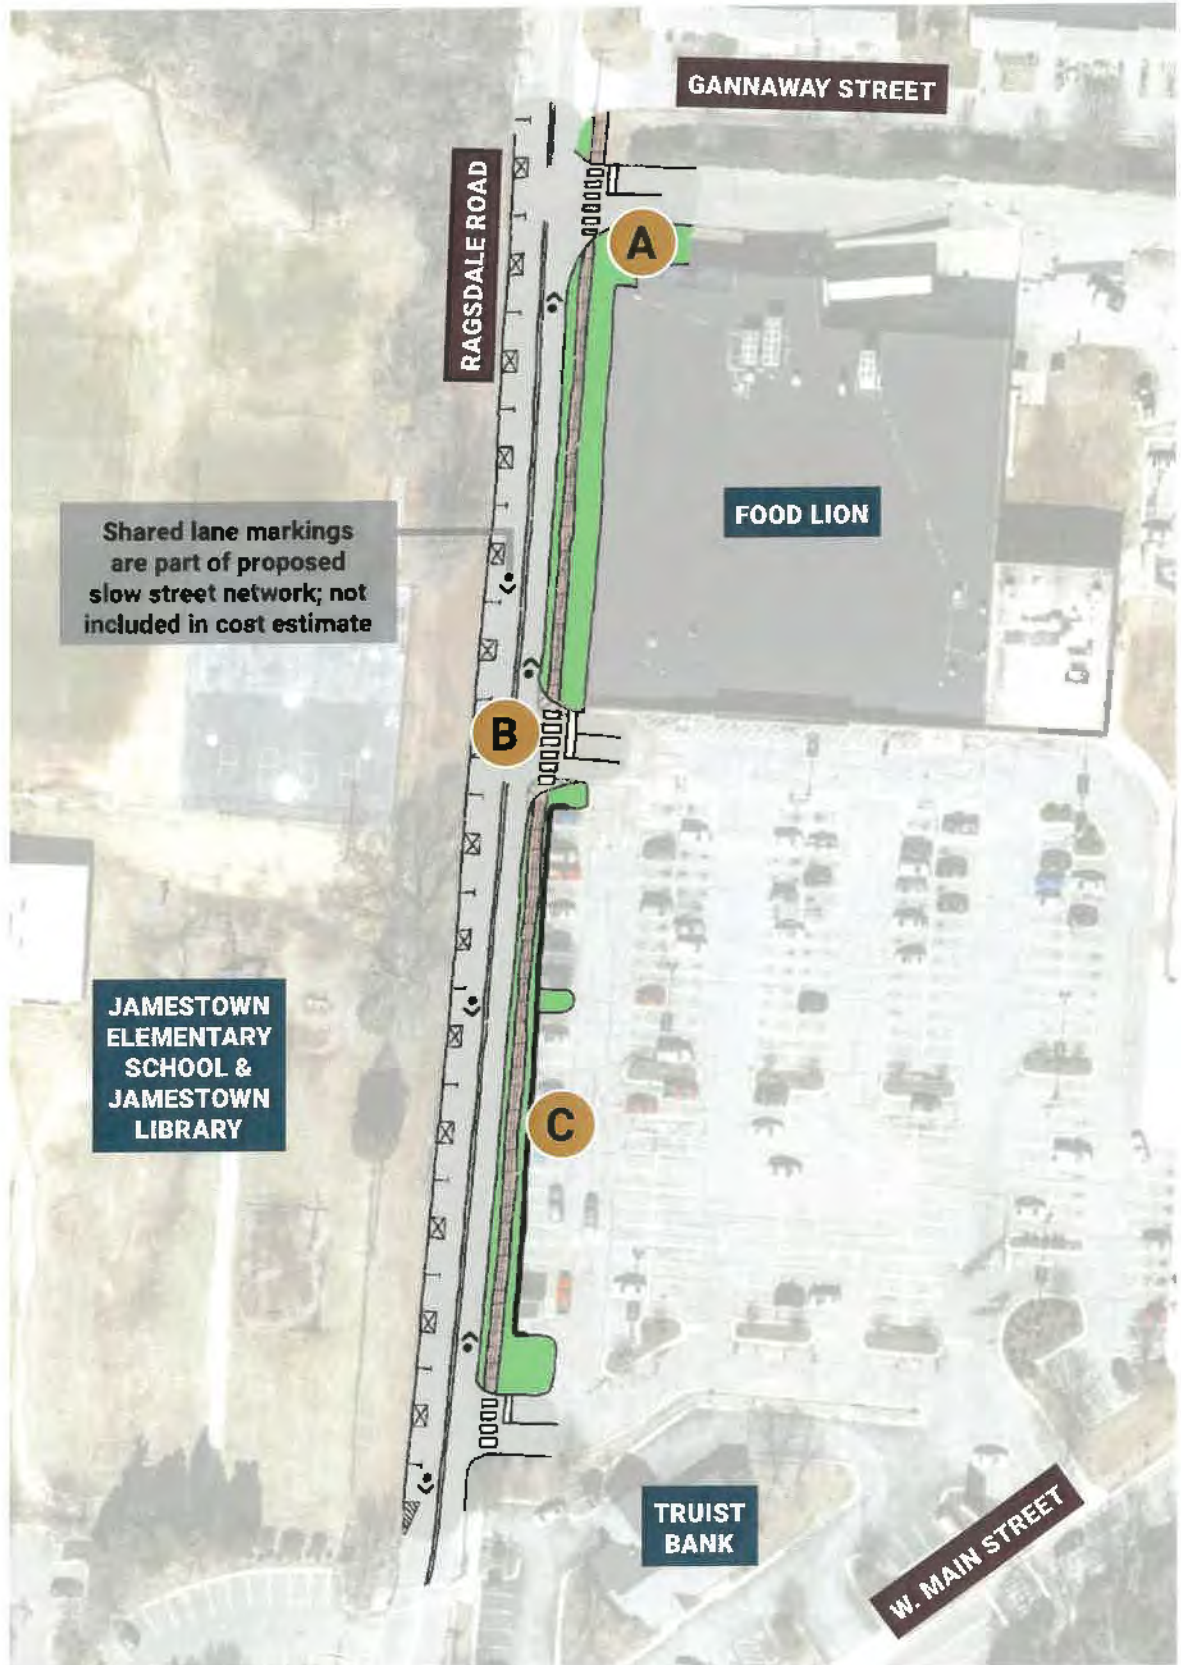 GANNAWAY STREET
RAGSDALE ROAD
A
FOOD LION
Shared lane markings
are part of proposed
slow street network; not
included in cost estimate
B
JAMESTOWN
ELEMENTARY
SCHOOL &
JAMESTOWN
LIBRARY
C
TRUIST
BANK
W. MAIN STREET